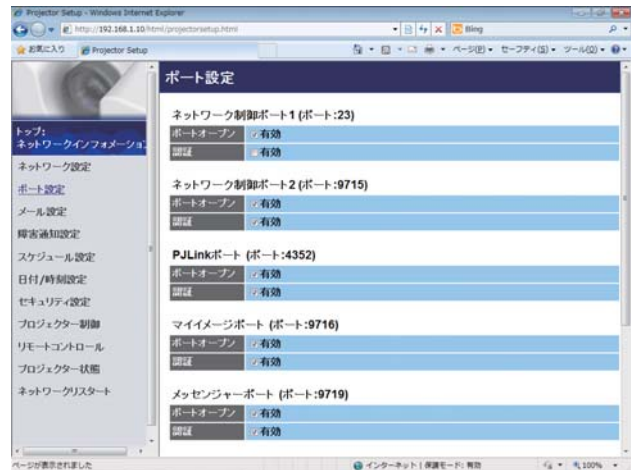 Projector Setup - Windows Internet Explorer
http://192.168.1.10/html/projectorsetup.html
Bing
お気に入り
Projector Setup
ページ(P)
セーフティ(S)
ツール(O)
トップ:
ネットワークインフォメーション
ネットワーク設定
ポート設定
メール設定
障害通知設定
スケジュール設定
日付/時刻設定
セキュリティ設定
プロジェクター制御
リモートコントロール
プロジェクター状態
ネットワークリスタート
ポート設定
ネットワーク制御ポート1 (ポート:23)
ポートオープン 有効
認証 有効
ネットワーク制御ポート2 (ポート:9715)
ポートオープン 有効
認証 有効
PJLinkポート (ポート:4352)
ポートオープン 有効
認証 有効
マイイメージポート (ポート:9716)
ポートオープン 有効
認証 有効
メッセンジャーポート (ポート:9719)
ポートオープン 有効
認証 有効
ページが表示されました
インターネット | 保護モード: 有効
100%